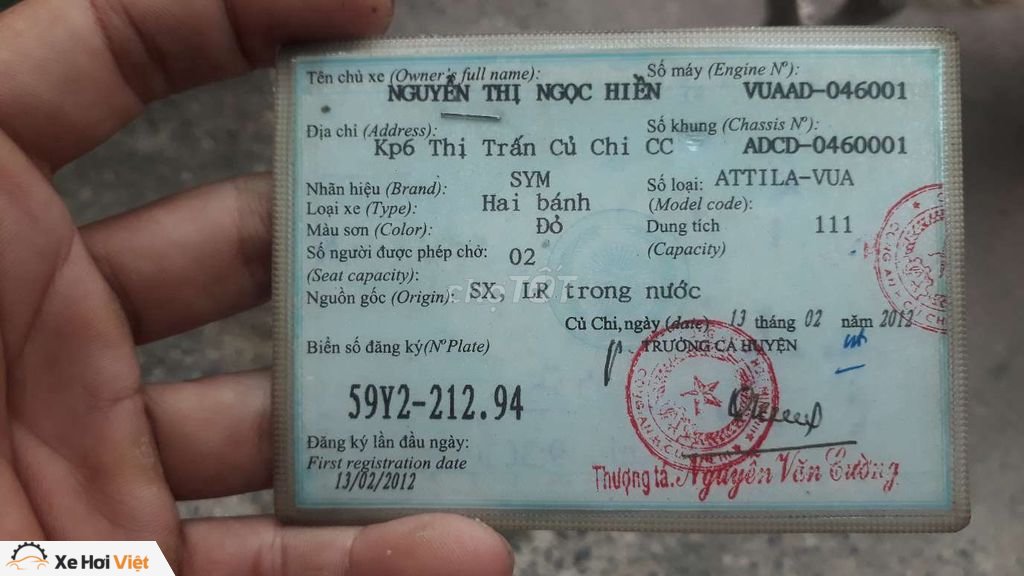 Tên chủ xe (Owner's full name):
NGUYỄN THỊ NGỌC HIỀN
Số máy (Engine Nº):
VUAAD-046001
Địa chỉ (Address):
Kp6 Thị Trấn Củ Chi CC
Số khung (Chassis Nº):
ADCD-0460001
Nhãn hiệu (Brand): SYM
Số loại: ATTILA-VUA
(Model code):
Loại xe (Type): Hai bánh
Màu sơn (Color): Đỏ
Dung tích 111
(Capacity)
Số người được phép chở: 02
(Seat capacity):
Nguồn gốc (Origin): SX, LR trong nước
chợ TỐT
Củ Chi, ngày (date) 13 tháng 02 năm 2012
TRƯỞNG CA HUYỆN
Biển số đăng ký (Nº Plate)
59Y2-212.94
Đăng ký lần đầu ngày:
First registration date
13/02/2012
Thượng tá. Nguyễn Văn Cường
Xe Hơi Việt